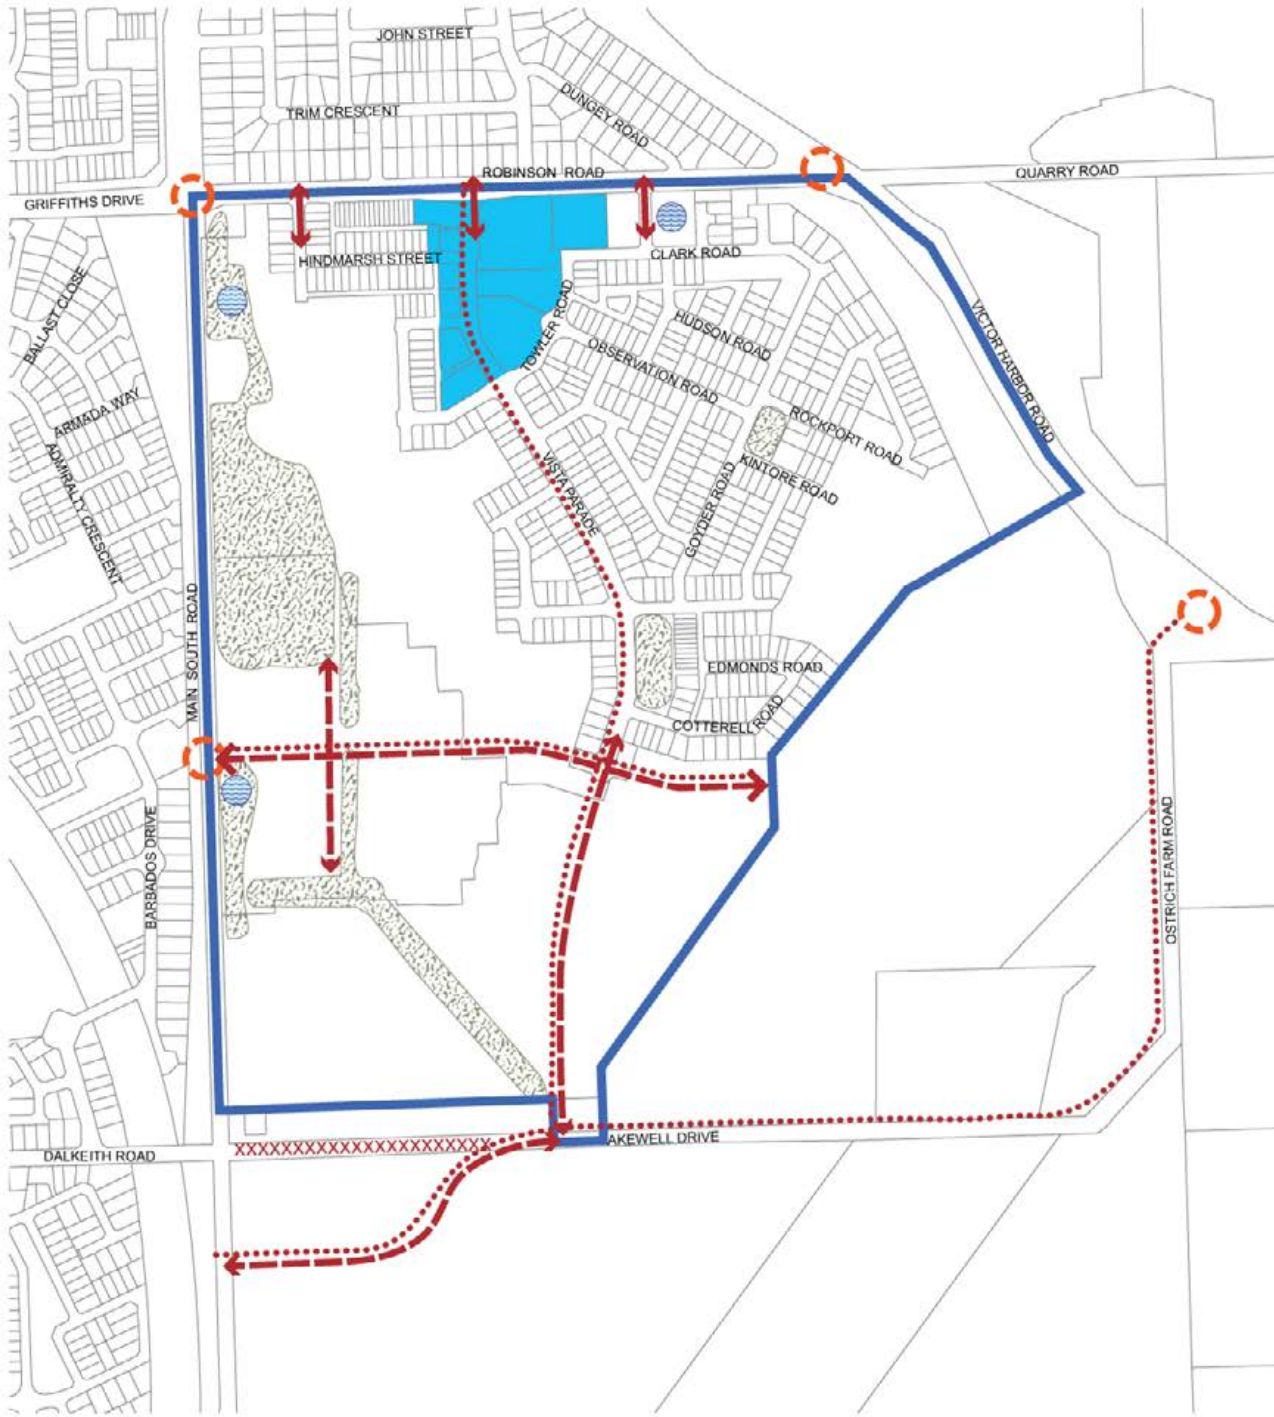 JOHN STREET
DUNGEY ROAD
TRIM CRESCENT
ROBINSON ROAD
QUARRY ROAD
GRIFFITHS DRIVE
CLARK ROAD
HINDMARSH STREET
BALLAST CLOSE
TOWLER ROAD
HUDSON ROAD
VICTOR HARBOR ROAD
OBSERVATION ROAD
ARMADA WAY
ROCKPORT ROAD
ADMIRALTY CRESCENT
KINTORE ROAD
VISTA PARADE
GOYDER ROAD
MAIN SOUTH ROAD
EDMONDS ROAD
COTTERELL ROAD
BARBADOS DRIVE
OSTRICH FARM ROAD
AKEWELL DRIVE
XXXXXXXXXXXXXXXXXXXXX
DALKEITH ROAD